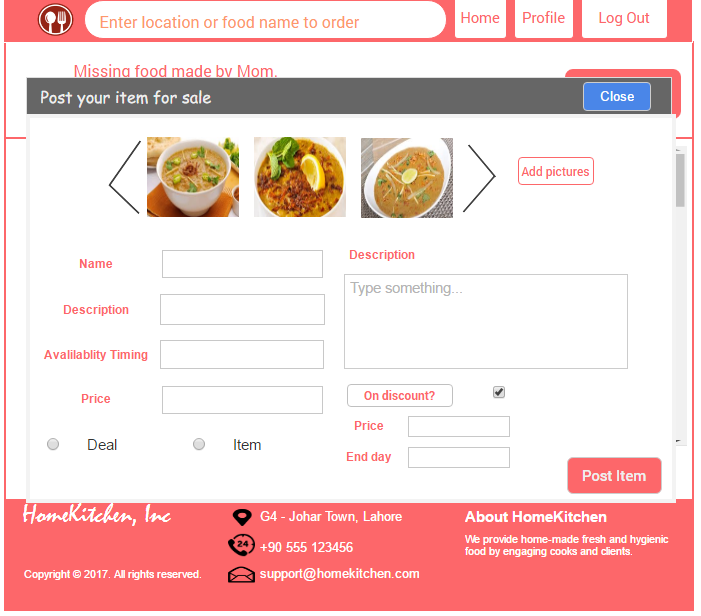 Enter location or food name to order
Home
Profile
Log Out
Missing food made by Mom.
Post your item for sale
Close
Add pictures
Name
Description
Availilablity Timing
Price
Deal
Item
Description
Type something...
On discount?
Price
End day
Post Item
HomeKitchen, Inc
Copyright © 2017. All rights reserved.
G4 - Johar Town, Lahore
24
+90 555 123456
support@homekitchen.com
About HomeKitchen
We provide home-made fresh and hygienic
food by engaging cooks and clients.